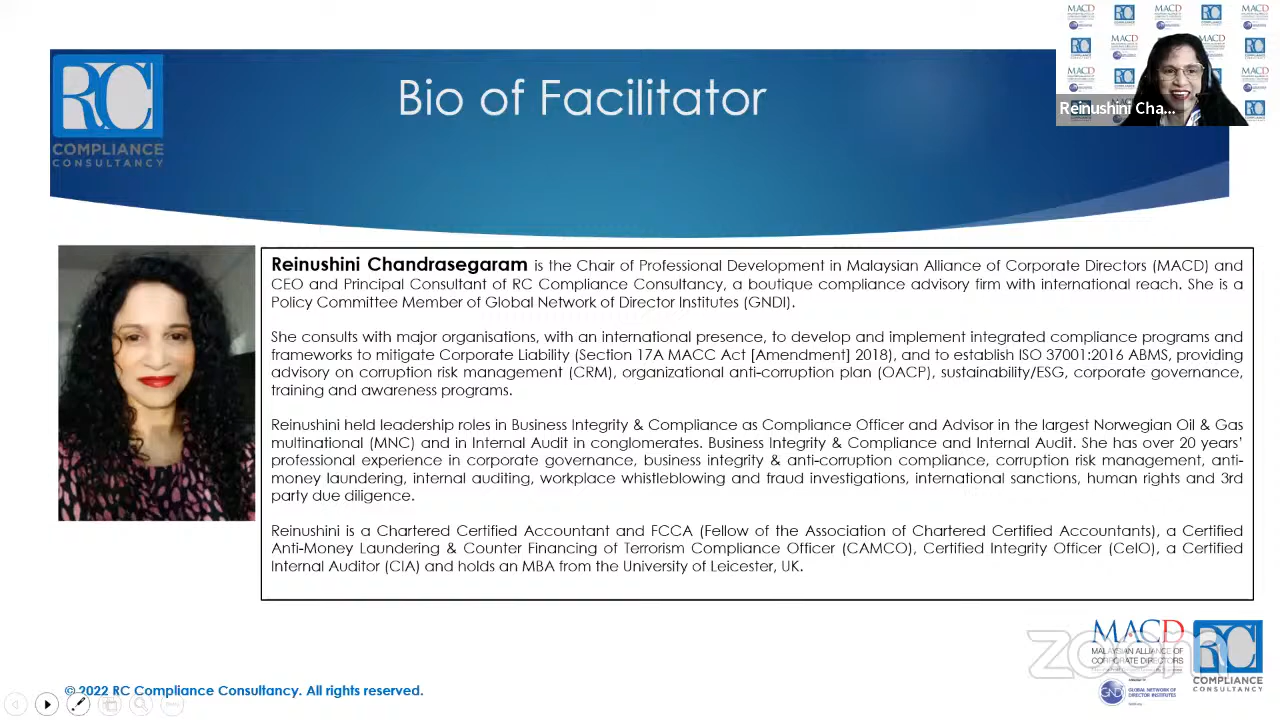 RC
COMPLIANCE
CONSULTANCY
Bio of Facilitator
MACD
Reinushini Cha...
Reinushini Chandrasegaram is the Chair of Professional Development in Malaysian Alliance of Corporate Directors (MACD) and
CEO and Principal Consultant of RC Compliance Consultancy, a boutique compliance advisory firm with international reach. She is a
Policy Committee Member of Global Network of Director Institutes (GNDI).
She consults with major organisations, with an international presence, to develop and implement integrated compliance programs and
frameworks to mitigate Corporate Liability (Section 17A MACC Act [Amendment] 2018), and to establish ISO 37001:2016 ABMS, providing
advisory on corruption risk management (CRM), organizational anti-corruption plan (OACP), sustainability/ESG, corporate governance,
training and awareness programs.
Reinushini held leadership roles in Business Integrity & Compliance as Compliance Officer and Advisor in the largest Norwegian Oil & Gas
multinational (MNC) and in Internal Audit in conglomerates. Business Integrity & Compliance and Internal Audit. She has over 20 years'
professional experience in corporate governance, business integrity & anti-corruption compliance, corruption risk management, anti-
money laundering, internal auditing, workplace whistleblowing and fraud investigations, international sanctions, human rights and 3rd
party due diligence.
Reinushini is a Chartered Certified Accountant and FCCA (Fellow of the Association of Chartered Certified Accountants), a Certified
Anti-Money Laundering & Counter Financing of Terrorism Compliance Officer (CAMCO), Certified Integrity Officer (CeIO), a Certified
Internal Auditor (CIA) and holds an MBA from the University of Leicester, UK.
zoom
MACD
MALAYSIAN ALLIANCE OF
CORPORATE DIRECTORS
GNDI
GLOBAL NETWORK OF
DIRECTOR INSTITUTES
RC
COMPLIANCE
CONSULTANCY
© 2022 RC Compliance Consultancy. All rights reserved.